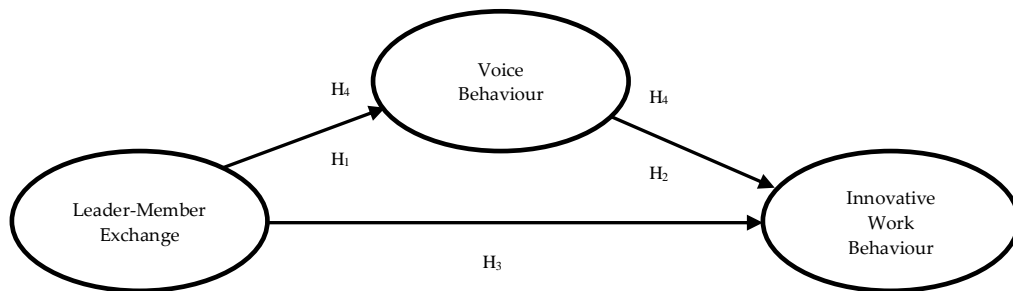 Voice
Behaviour
H₄
H₄
H₁
H₂
Leader-Member
Exchange
Innovative
Work
Behaviour
H₃